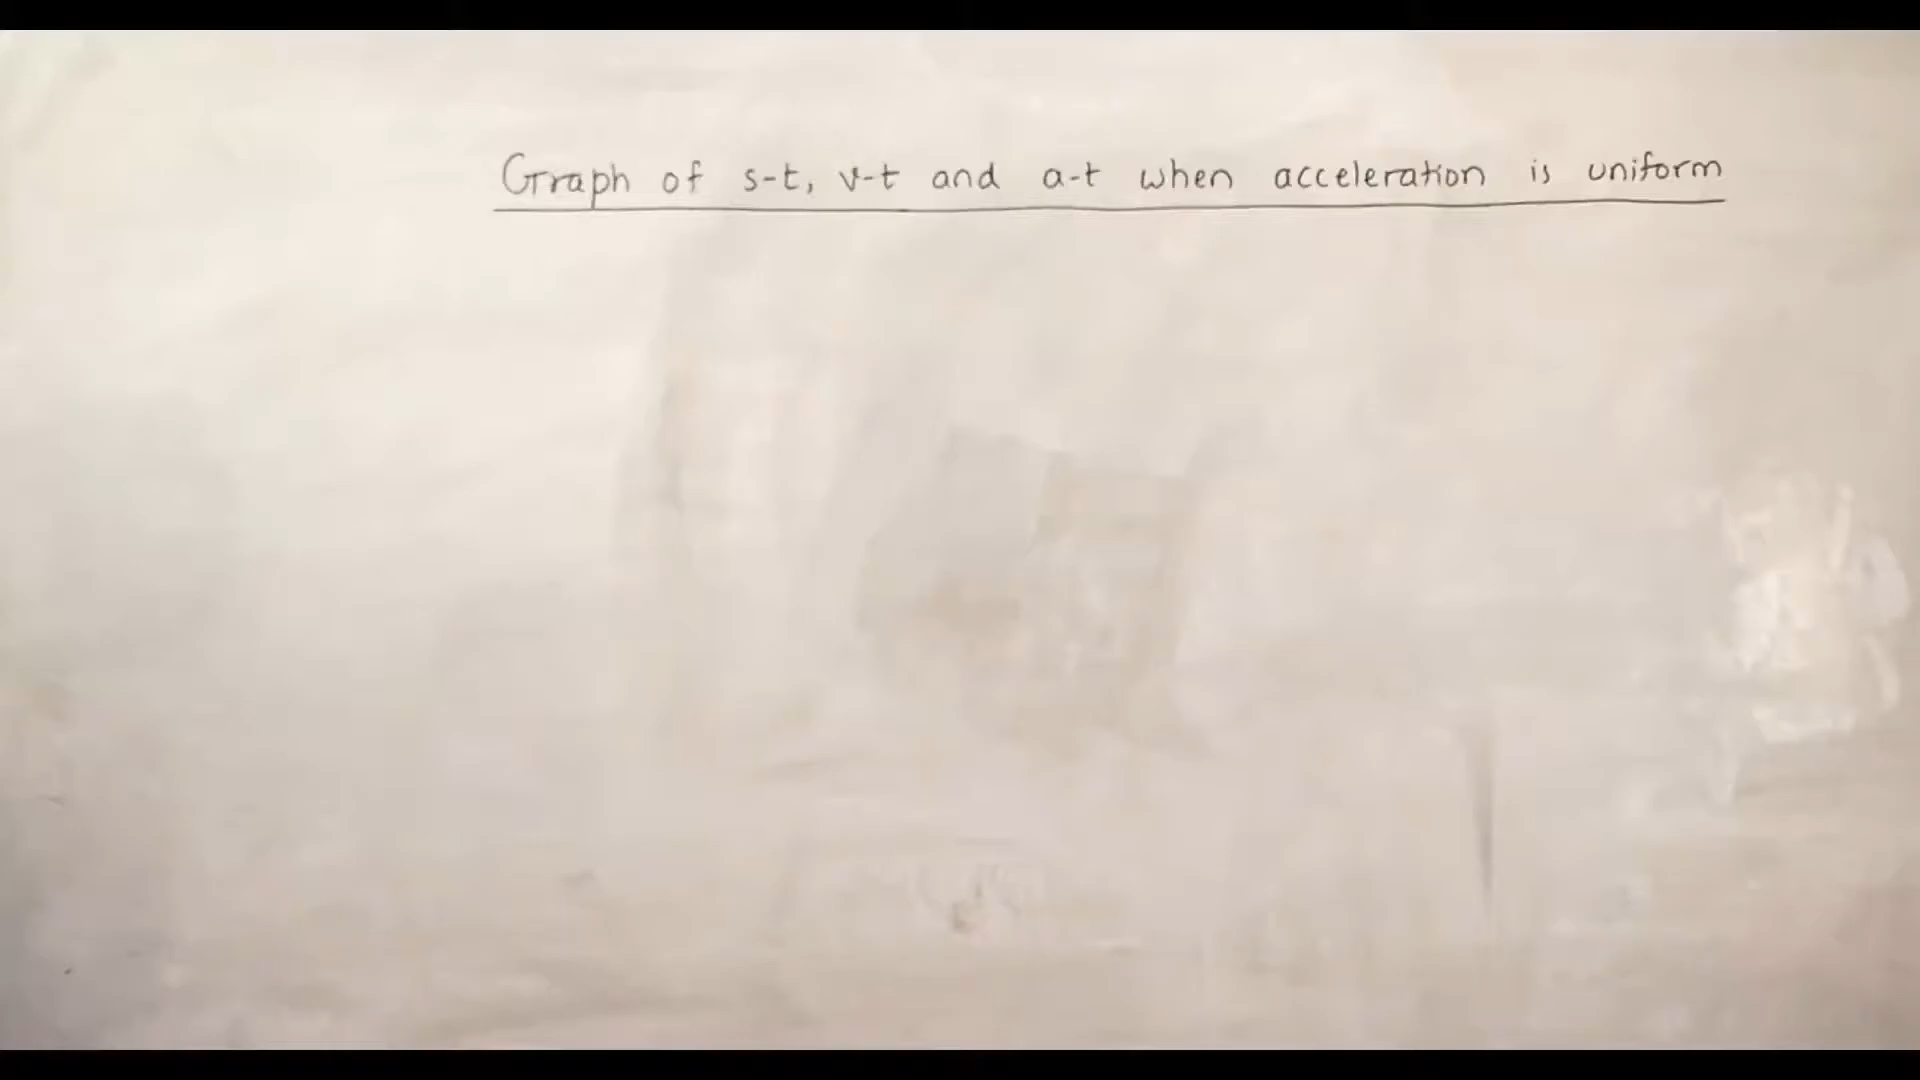 Graph of s-t, v-t and a-t when acceleration is uniform